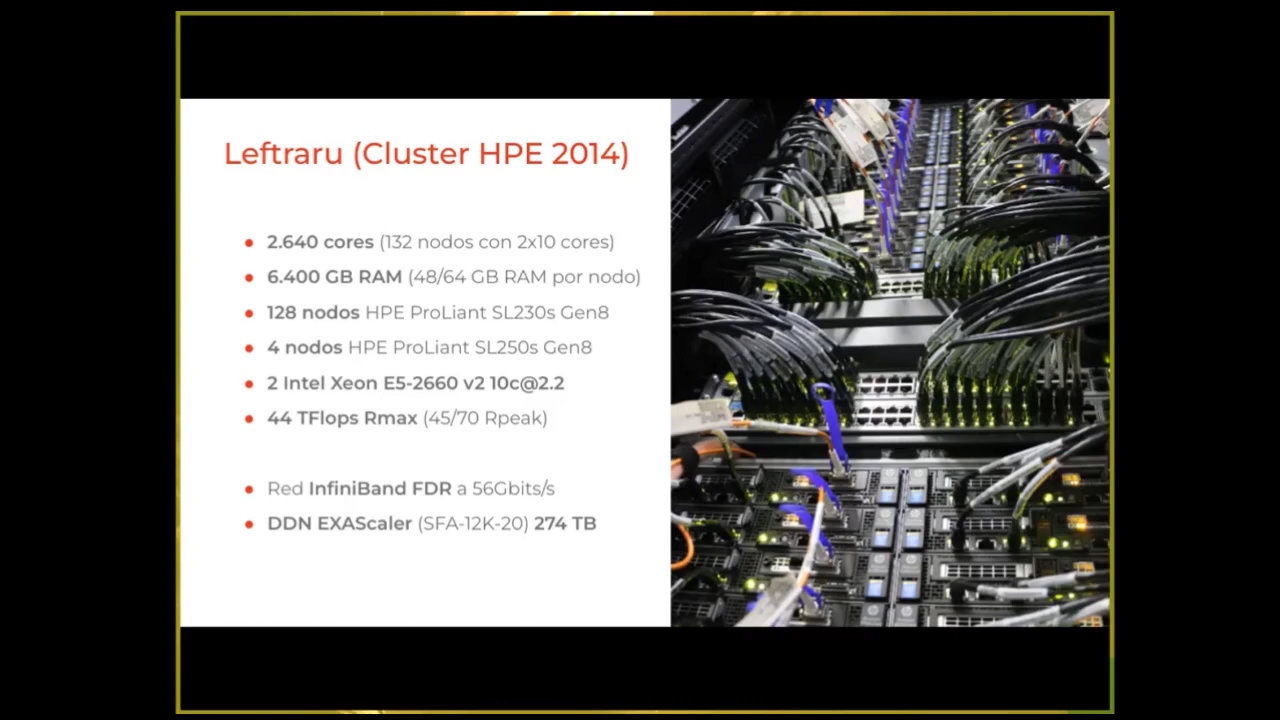 Leftraru (Cluster HPE 2014)
2.640 cores (132 nodos con 2x10 cores)
6.400 GB RAM (48/64 GB RAM por nodo)
128 nodos HPE ProLiant SL230s Gen8
4 nodos HPE ProLiant SL250s Gen8
2 Intel Xeon E5-2660 v2 10c@2.2
44 TFlops Rmax (45/70 Rpeak)
Red InfiniBand FDR a 56Gbits/s
DDN EXAScaler (SFA-12K-20) 274 TB